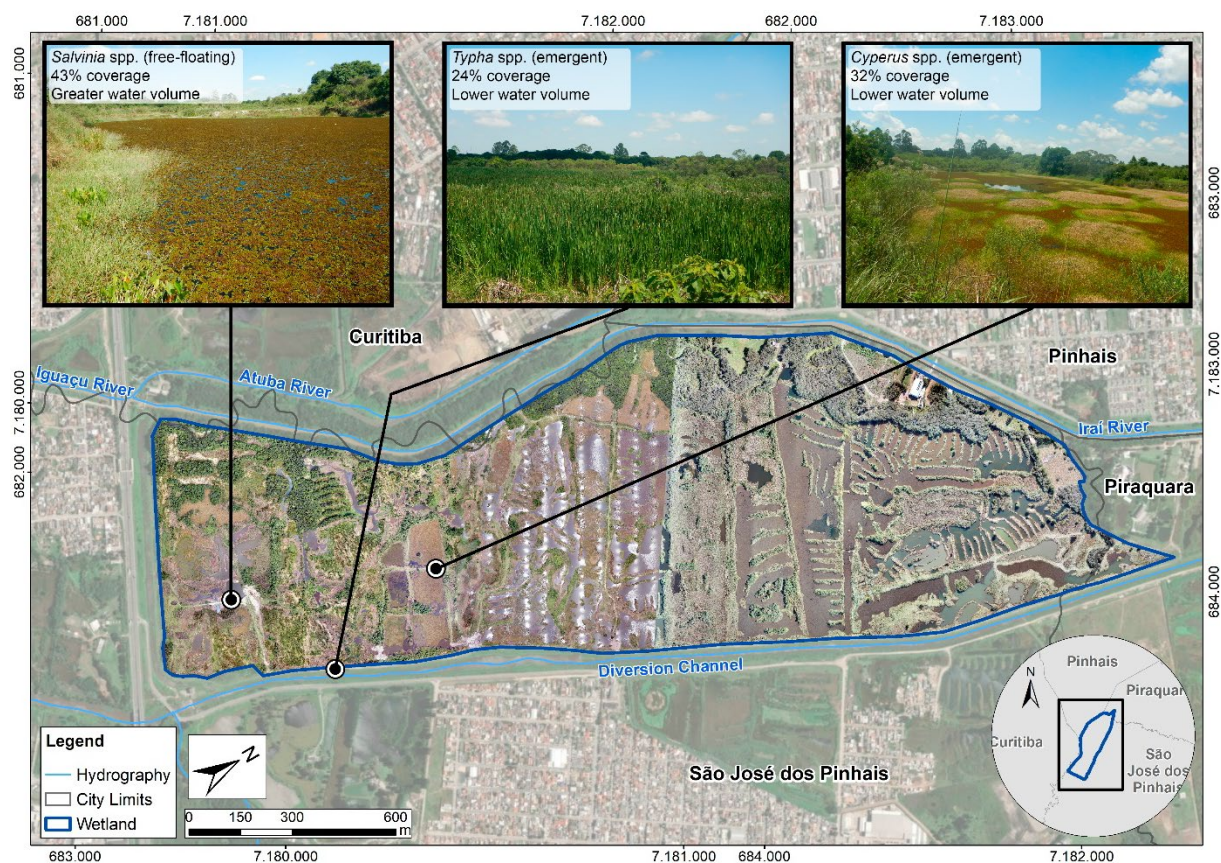 7.181.000
7.182.000
682.000
7.183.000
681.000
Salvinia spp. (free-floating)
43% coverage
Greater water volume
Typha spp. (emergent)
24% coverage
Lower water volume
Cyperus spp. (emergent)
32% coverage
Lower water volume
683.000
Curitiba
Pinhais
Iguaçu River
Atuba River
7.180.000
7.183.000
Iraí River
682.000
Piraquara
684.000
Diversion Channel
São José dos Pinhais
Legend
Hydrography
City Limits
Wetland
N
0 150 300 600
m
N
Pinhais
Piraquar
Curitiba
São
José dos
Pinhais
683.000
7.180.000
7.181.000
684.000
7.182.000